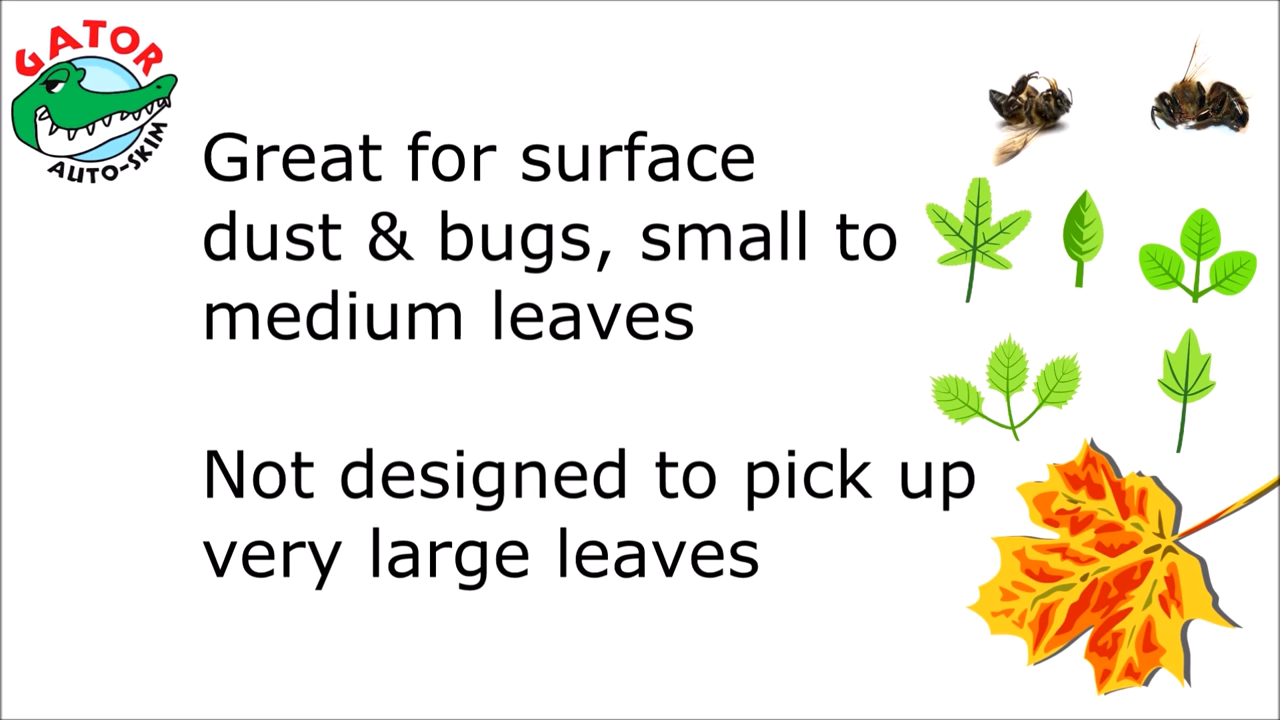 GATOR
AUTO-SKIM
Great for surface
dust & bugs, small to
medium leaves
Not designed to pick up
very large leaves